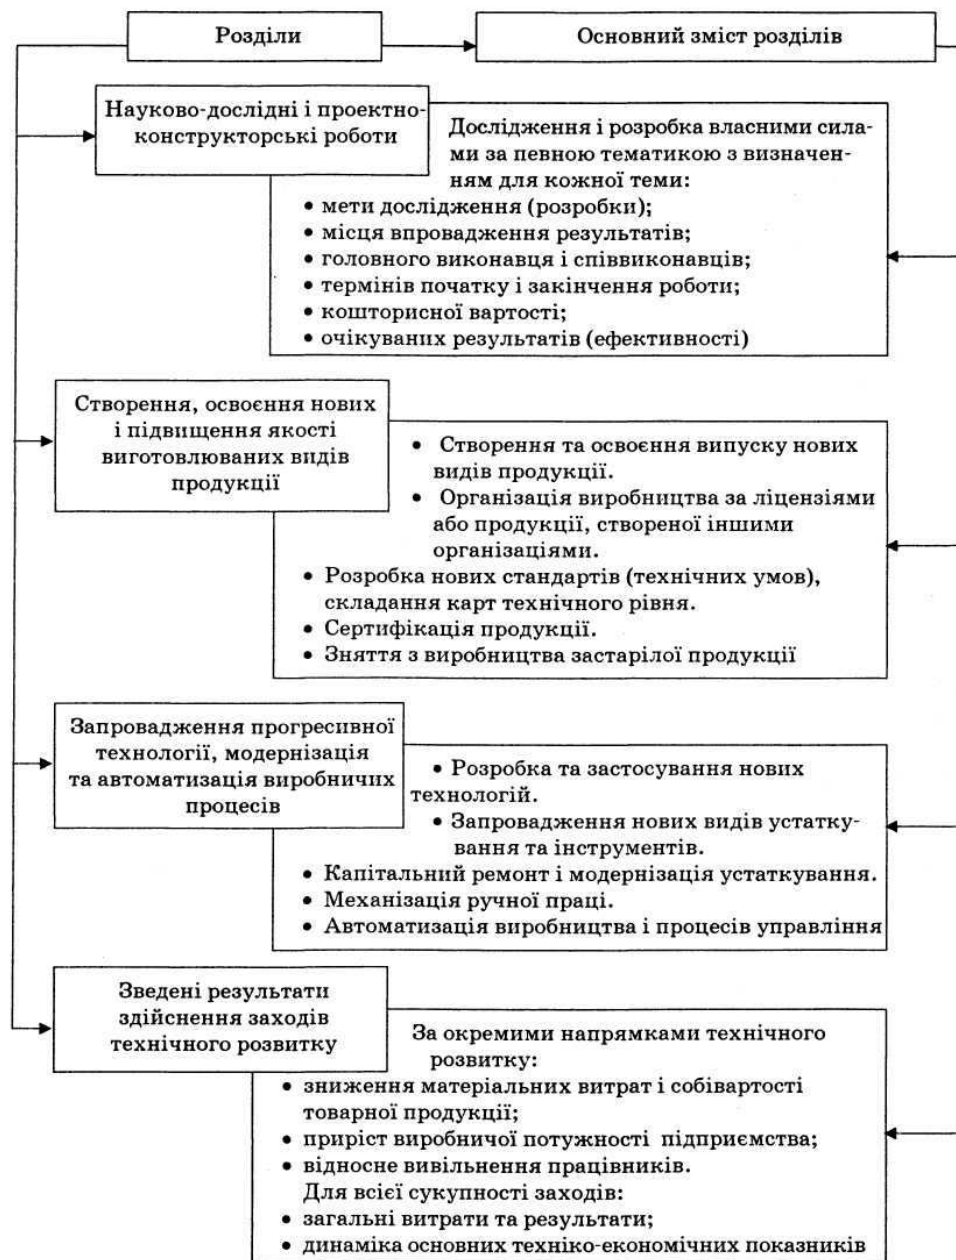 Розділи
Основний зміст розділів
Науково-дослідні і проектно-
конструкторські роботи
Дослідження і розробка власними сила-
ми за певною тематикою з визначен-
ням для кожної теми:
• мети дослідження (розробки);
• місця впровадження результатів;
• головного виконавця і співвиконавців;
• термінів початку і закінчення роботи;
• кошторисної вартості;
• очікуваних результатів (ефективності)
Створення, освоєння нових
і підвищення якості
виготовлюваних видів
продукції
• Створення та освоєння випуску нових
видів продукції.
• Організація виробництва за ліцензіями
або продукції, створеної іншими
організаціями.
• Розробка нових стандартів (технічних умов),
складання карт технічного рівня.
• Сертифікація продукції.
• Зняття з виробництва застарілої продукції
Запровадження прогресивної
технології, модернізація
та автоматизація виробничих
процесів
• Розробка та застосування нових
технологій.
• Запровадження нових видів устатку-
вання та інструментів.
• Капітальний ремонт і модернізація устаткування.
• Механізація ручної праці.
• Автоматизація виробництва і процесів управління
Зведені результати
здійснення заходів
технічного розвитку
За окремими напрямками технічного
розвитку:
• зниження матеріальних витрат і собівартості
товарної продукції;
• приріст виробничої потужності підприємства;
• відносне вивільнення працівників.
Для всієї сукупності заходів:
• загальні витрати та результати;
• динаміка основних техніко-економічних показників